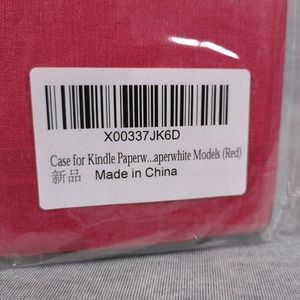 X00337JK6D
Case for Kindle Paperw...aperwhite Models (Red)
新品 Made in China